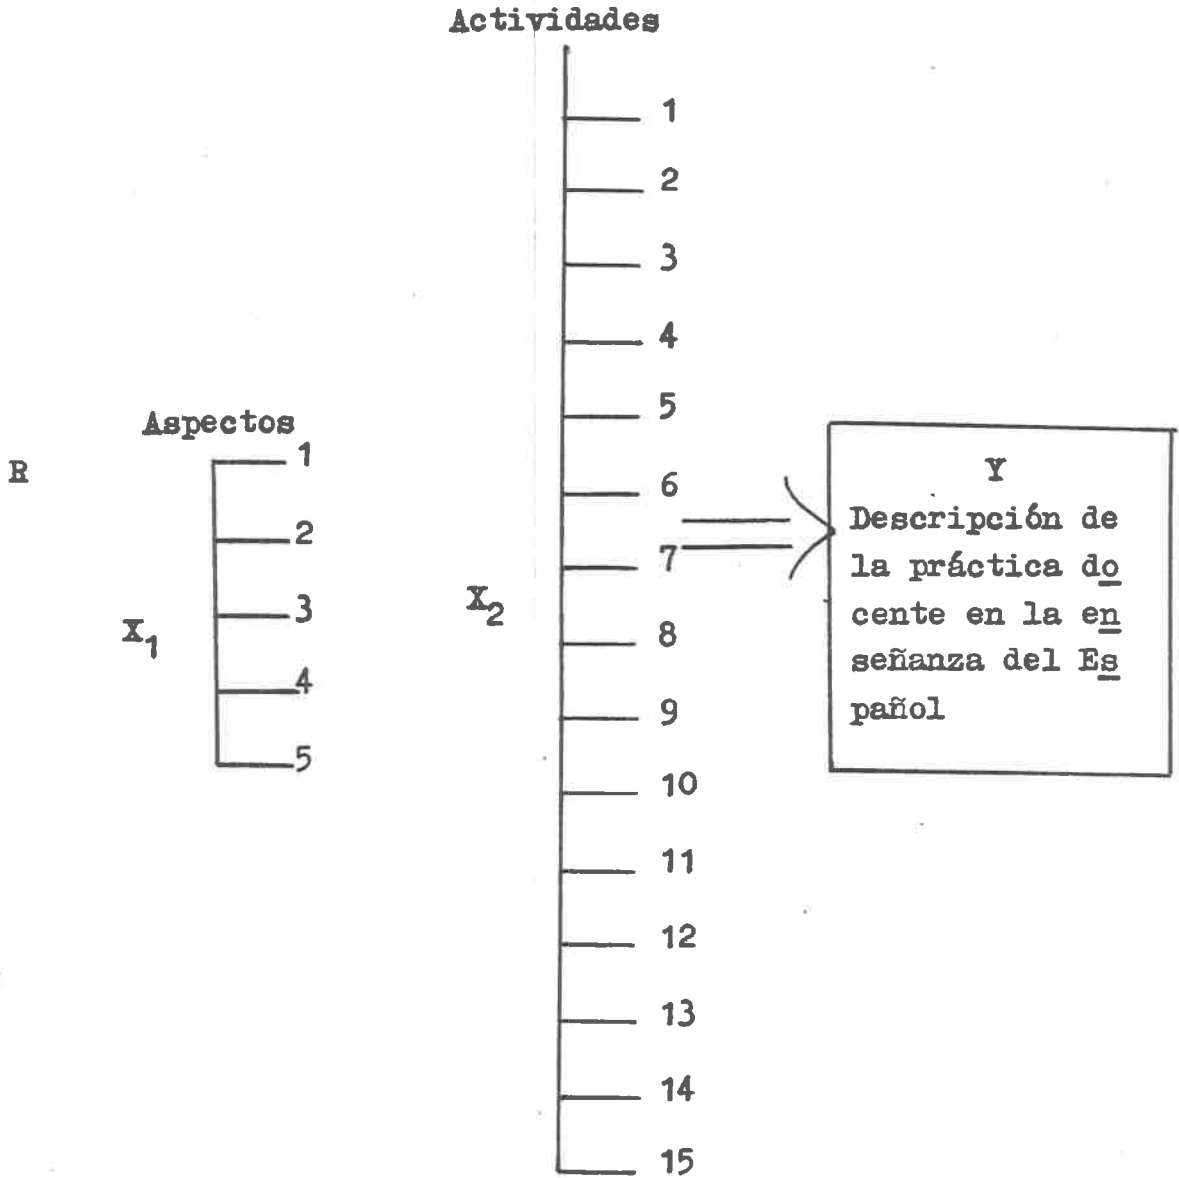 Actividades
1
2
3
4
5
6
7
8
9
10
11
12
13
14
15
X2
Aspectos
1
2
3
4
5
X1
R
Y
Descripción de
la práctica do
cente en la en
señanza del Es
pañol